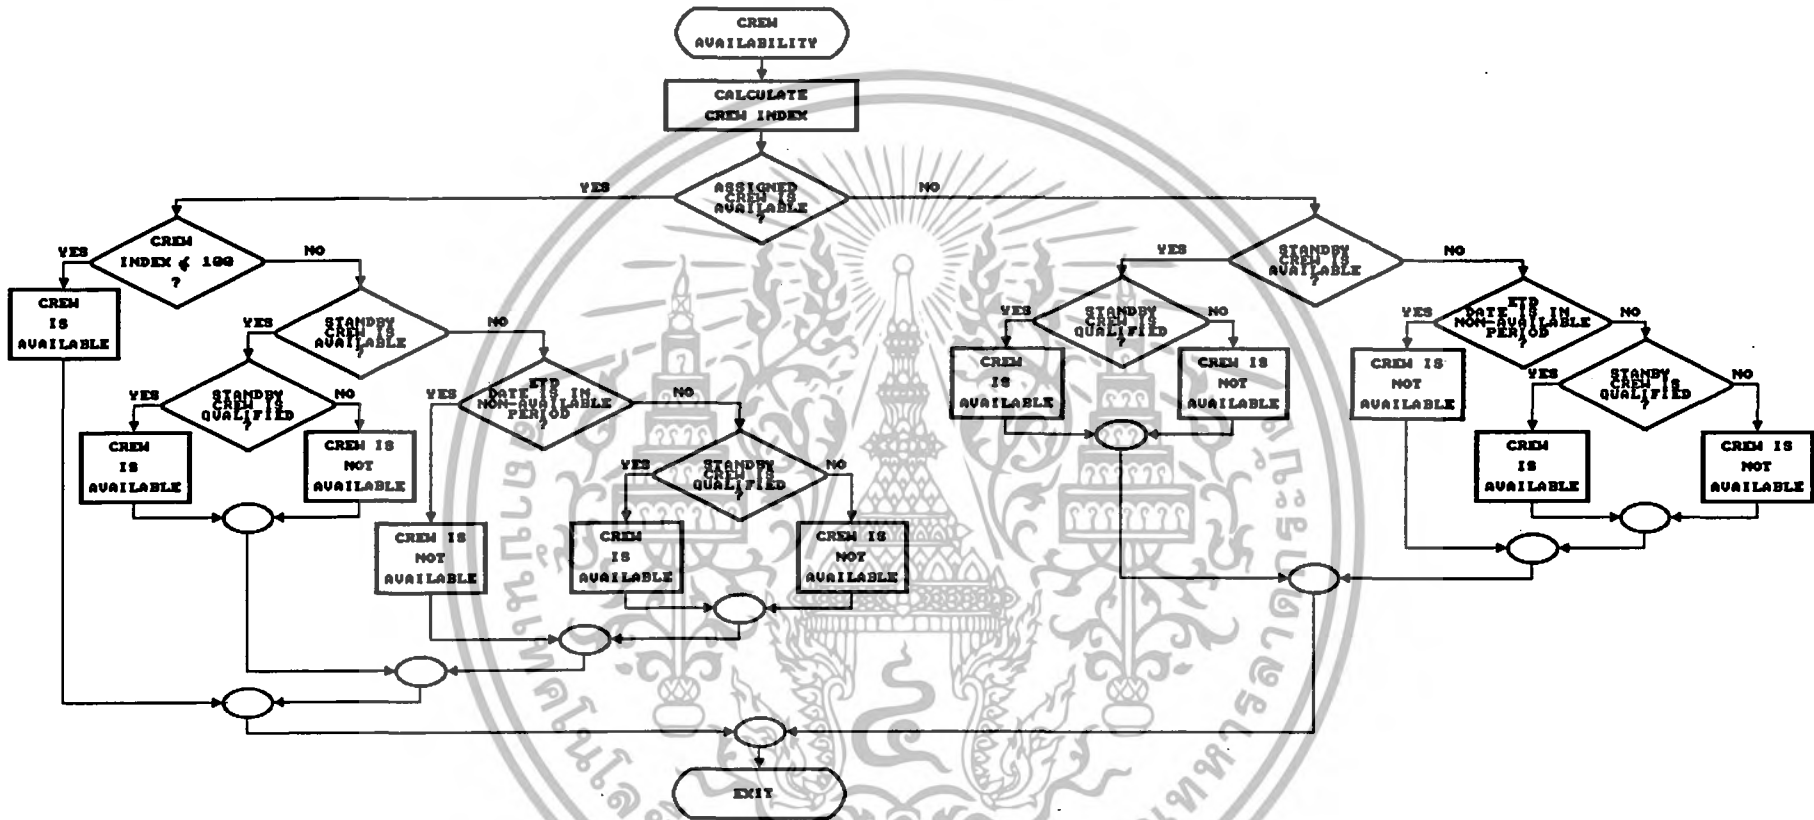 CREW
AVAILABILITY
CALCULATE
CREW INDEX
ASSIGNED
CREW IS
AVAILABLE
?
YES
NO
CREW
INDEX < 100
?
YES
NO
CREW
IS
AVAILABLE
STANDBY
CREW IS
AVAILABLE
?
YES
NO
STANDBY
CREW IS
QUALIFIED
?
YES
NO
CREW
IS
AVAILABLE
CREW IS
NOT
AVAILABLE
ETD
DATE IS IN
NON-AVAILABLE
PERIOD
?
YES
NO
CREW IS
NOT
AVAILABLE
STANDBY
CREW IS
QUALIFIED
?
YES
NO
CREW
IS
AVAILABLE
CREW IS
NOT
AVAILABLE
STANDBY
CREW IS
AVAILABLE
?
YES
NO
STANDBY
CREW IS
QUALIFIED
?
YES
NO
CREW
IS
AVAILABLE
CREW IS
NOT
AVAILABLE
ETD
DATE IS IN
NON-AVAILABLE
PERIOD
?
YES
NO
CREW IS
NOT
AVAILABLE
STANBY
CREW IS
QUALIFIED
?
YES
NO
CREW
IS
AVAILABLE
CREW IS
NOT
AVAILABLE
EXIT